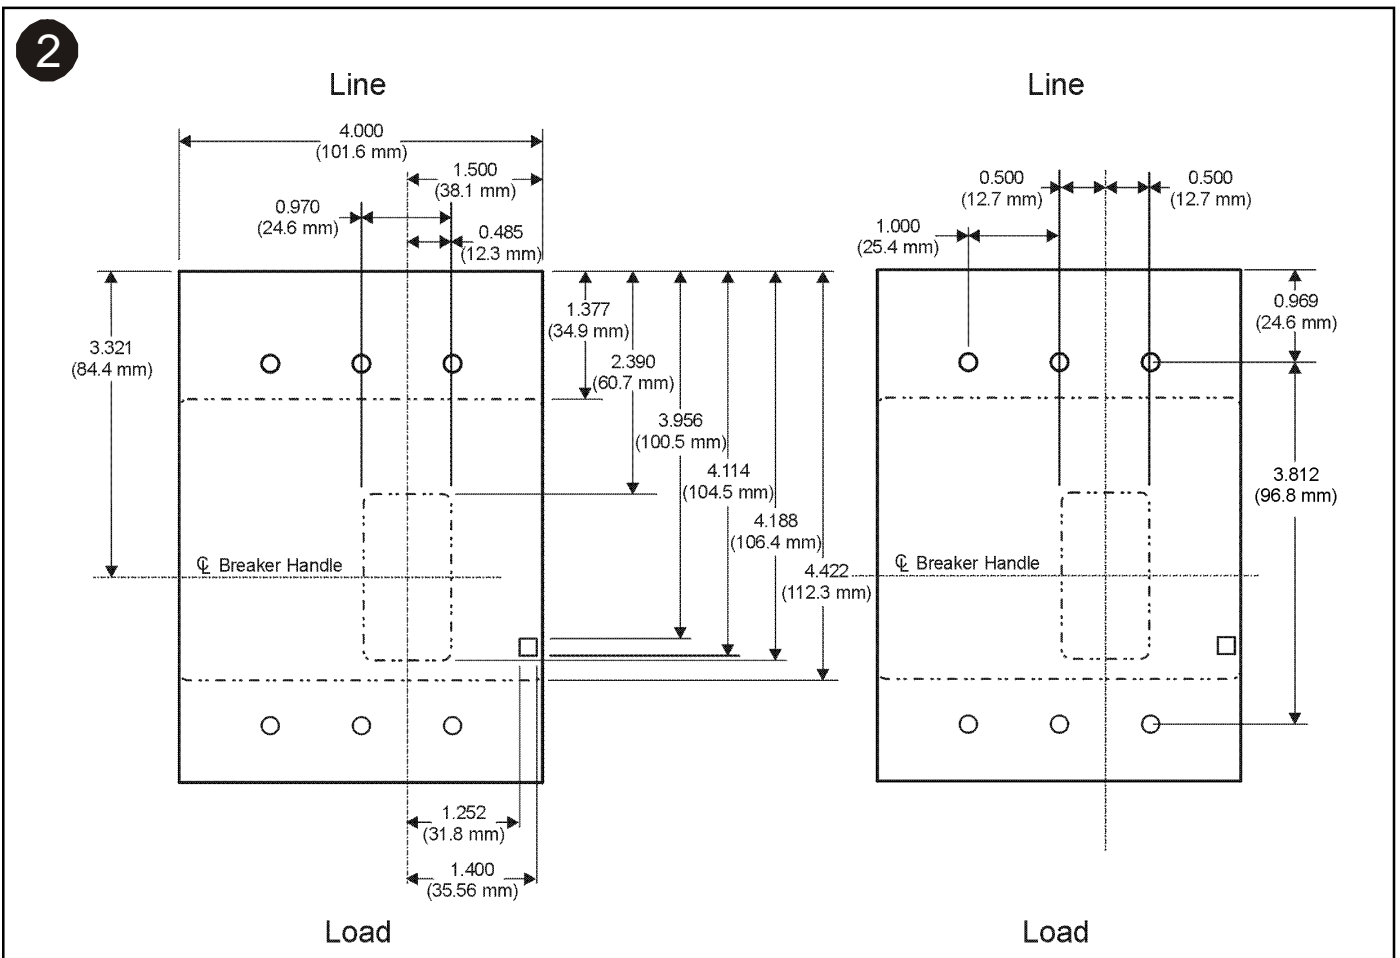 2
Line
4.000
(101.6 mm)
1.500
(38.1 mm)
0.970
(24.6 mm)
0.485
(12.3 mm)
3.321
(84.4 mm)
1.377
(34.9 mm)
2.390
(60.7 mm)
3.956
(100.5 mm)
4.114
(104.5 mm)
4.188
(106.4 mm)
4.422
(112.3 mm)
℄ Breaker Handle
1.252
(31.8 mm)
1.400
(35.56 mm)
Load
Line
0.500
(12.7 mm)
0.500
(12.7 mm)
1.000
(25.4 mm)
0.969
(24.6 mm)
3.812
(96.8 mm)
℄ Breaker Handle
Load